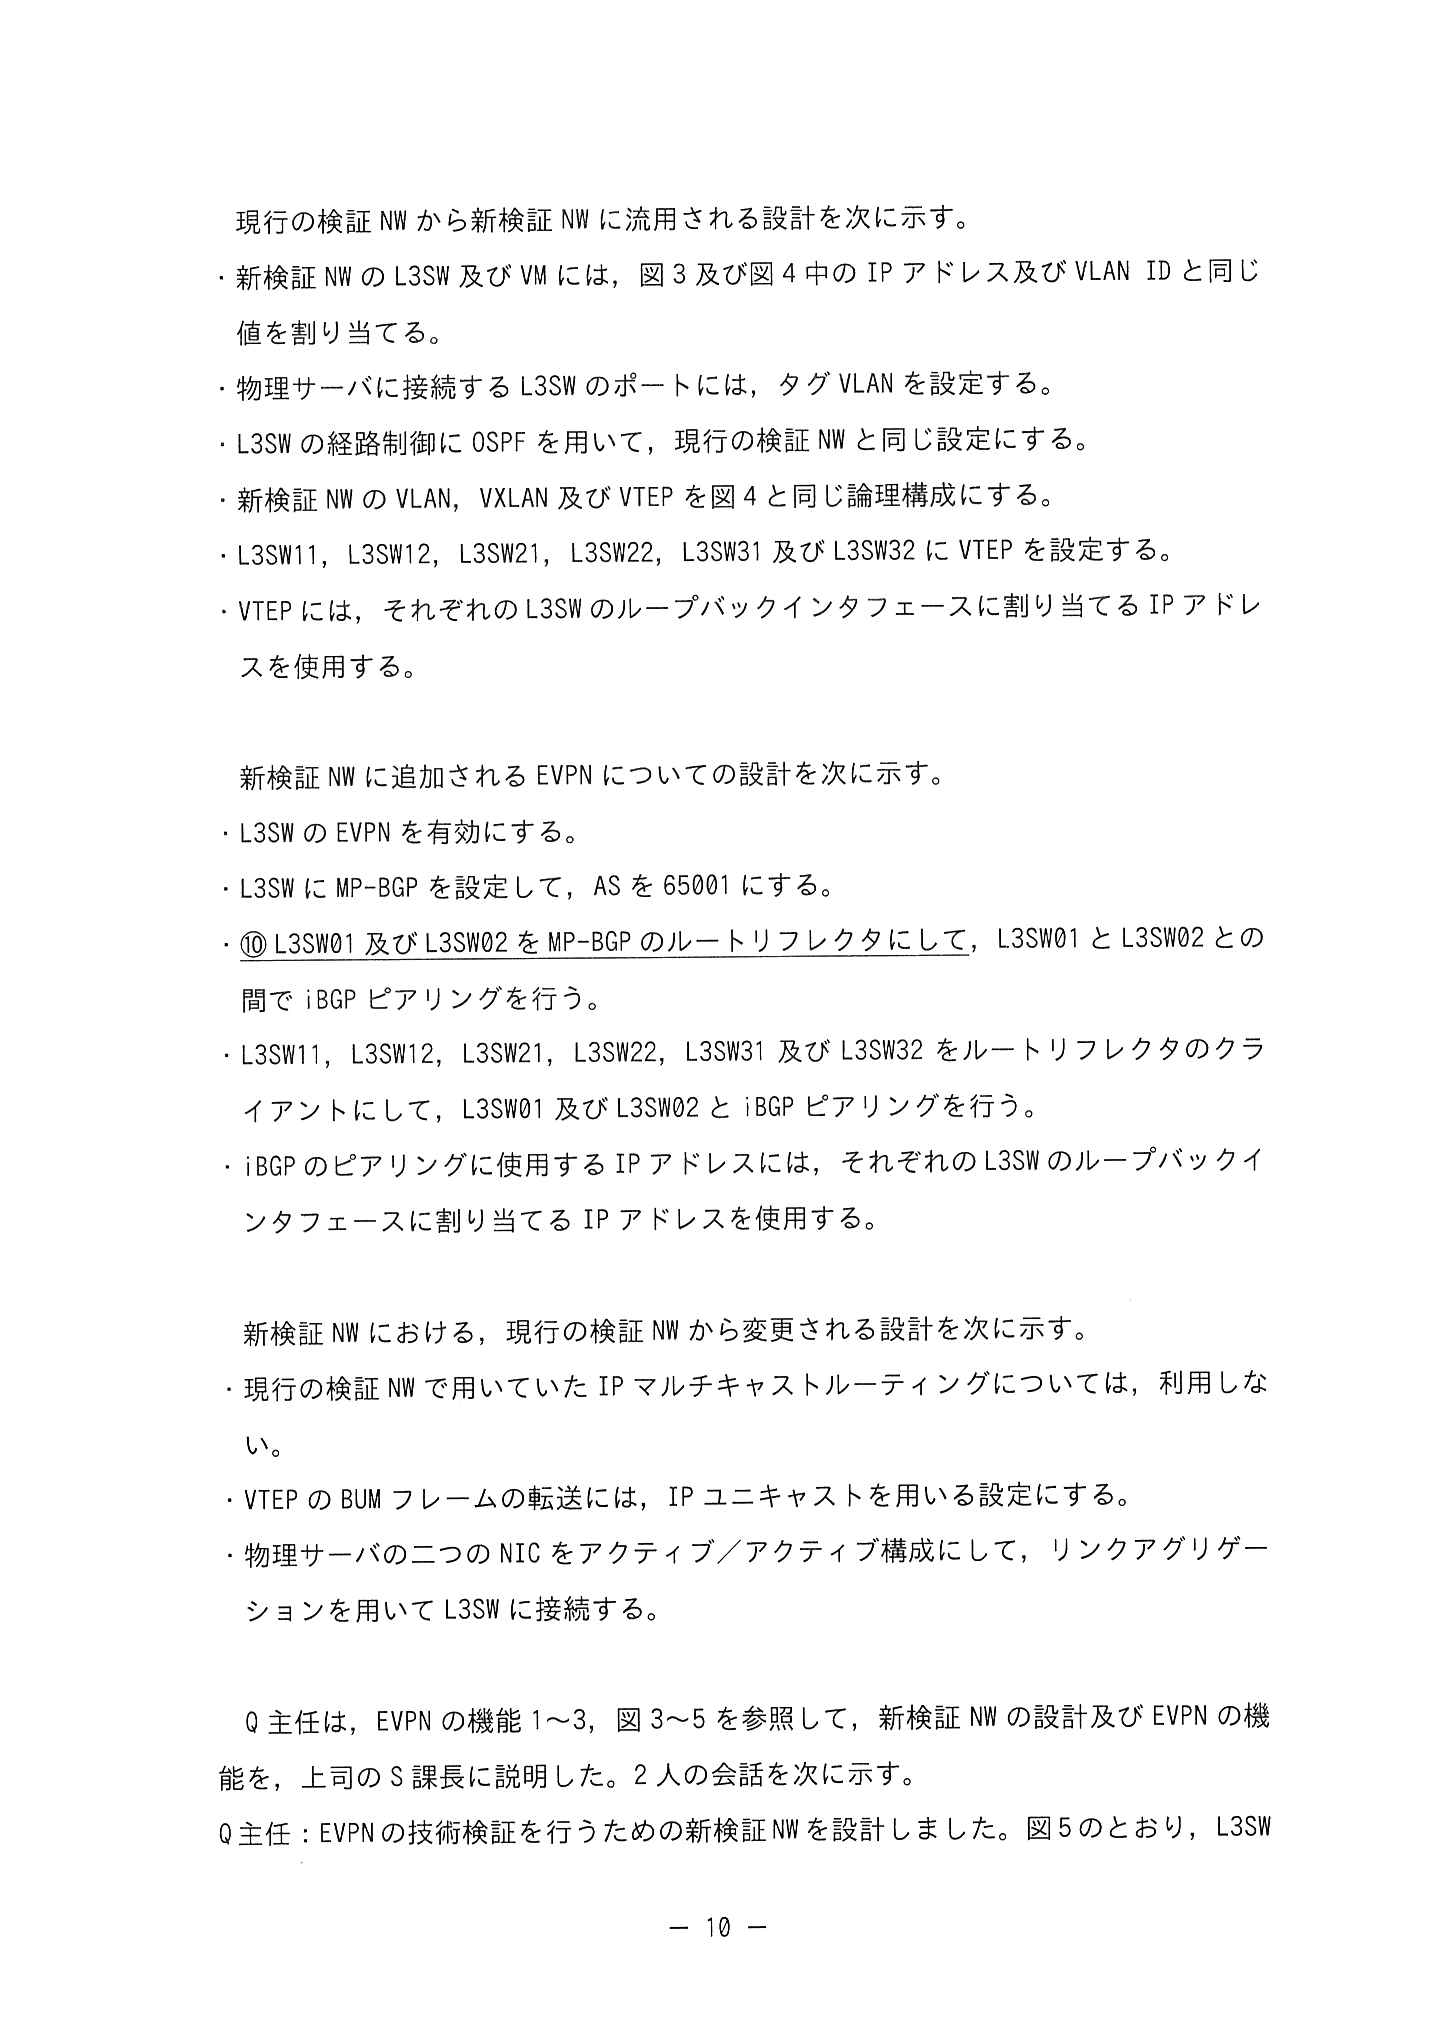 現行の検証 NW から新検証 NW に流用される設計を次に示す。
・新検証 NW の L3SW 及び VM には，図 3 及び図 4 中の IP アドレス及び VLAN ID と同じ
値を割り当てる。
・物理サーバに接続する L3SW のポートには，タグ VLAN を設定する。
・L3SW の経路制御に OSPF を用いて，現行の検証 NW と同じ設定にする。
・新検証 NW の VLAN，VXLAN 及び VTEP を図 4 と同じ論理構成にする。
・L3SW11，L3SW12，L3SW21，L3SW22，L3SW31 及び L3SW32 に VTEP を設定する。
・VTEP には，それぞれの L3SW のループバックインタフェースに割り当てる IP アドレ
スを使用する。
新検証 NW に追加される EVPN についての設計を次に示す。
・L3SW の EVPN を有効にする。
・L3SW に MP-BGP を設定して，AS を 65001 にする。
・⑩ L3SW01 及び L3SW02 を MP-BGP のルートリフレクタにして，L3SW01 と L3SW02 との
間で iBGP ピアリングを行う。
・L3SW11，L3SW12，L3SW21，L3SW22，L3SW31 及び L3SW32 をルートリフレクタのクラ
イアントにして，L3SW01 及び L3SW02 と iBGP ピアリングを行う。
・iBGP のピアリングに使用する IP アドレスには，それぞれの L3SW のループバックイ
ンタフェースに割り当てる IP アドレスを使用する。
新検証 NW における，現行の検証 NW から変更される設計を次に示す。
・現行の検証 NW で用いていた IP マルチキャストルーティングについては，利用しな
い。
・VTEP の BUM フレームの転送には，IP ユニキャストを用いる設定にする。
・物理サーバの二つの NIC をアクティブ／アクティブ構成にして，リンクアグリゲー
ションを用いて L3SW に接続する。
Q 主任は，EVPN の機能 1～3，図 3～5 を参照して，新検証 NW の設計及び EVPN の機
能を，上司の S 課長に説明した。2 人の会話を次に示す。
Q 主任：EVPN の技術検証を行うための新検証 NW を設計しました。図 5 のとおり，L3SW
－ 10 －